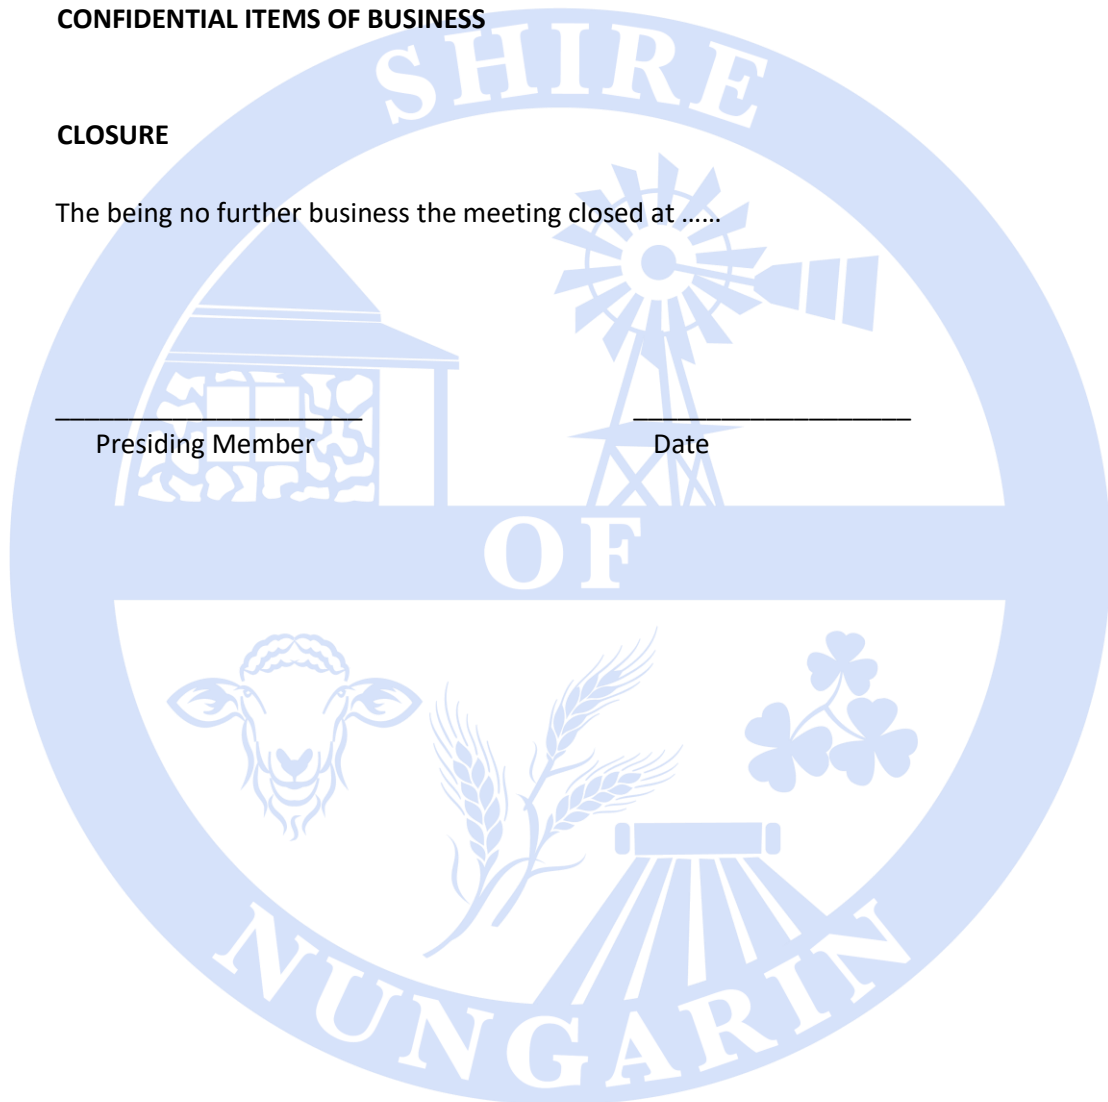 CONFIDENTIAL ITEMS OF BUSINESS
SHIRE
CLOSURE
The being no further business the meeting closed at ……
Presiding Member
Date
OF
NUNGARIN